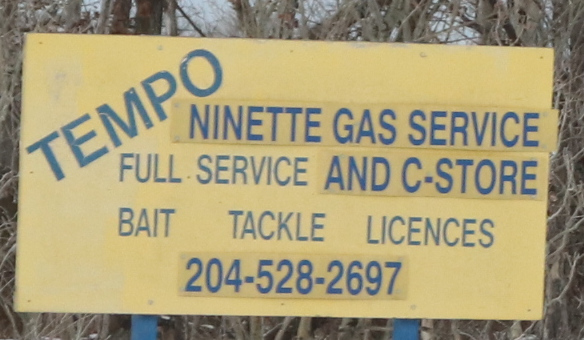 TEMPO
NINETTE GAS SERVICE
FULL SERVICE AND C-STORE
BAIT TACKLE LICENCES
204-528-2697